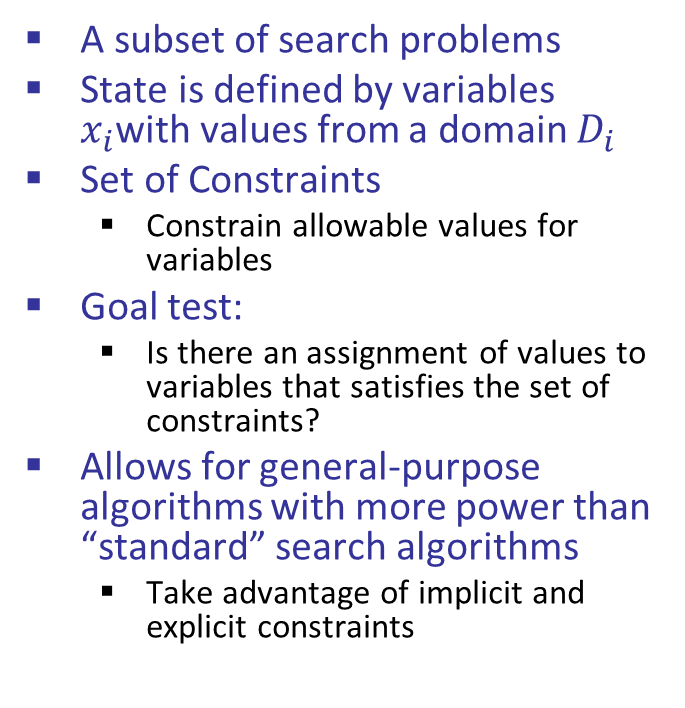 ▪ A subset of search problems
▪ State is defined by variables
𝑥ᵢ with values from a domain 𝐷ᵢ
▪ Set of Constraints
▪ Constrain allowable values for
variables
▪ Goal test:
▪ Is there an assignment of values to
variables that satisfies the set of
constraints?
▪ Allows for general-purpose
algorithms with more power than
“standard” search algorithms
▪ Take advantage of implicit and
explicit constraints